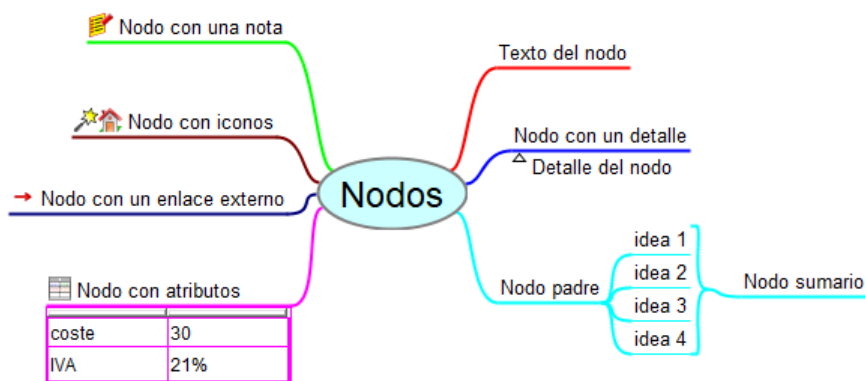 Nodos
Nodo con una nota
Nodo con iconos
Nodo con un enlace externo
Nodo con atributos
coste 30
IVA 21%
Texto del nodo
Nodo con un detalle
Detalle del nodo
Nodo padre
idea 1
idea 2
idea 3
idea 4
Nodo sumario